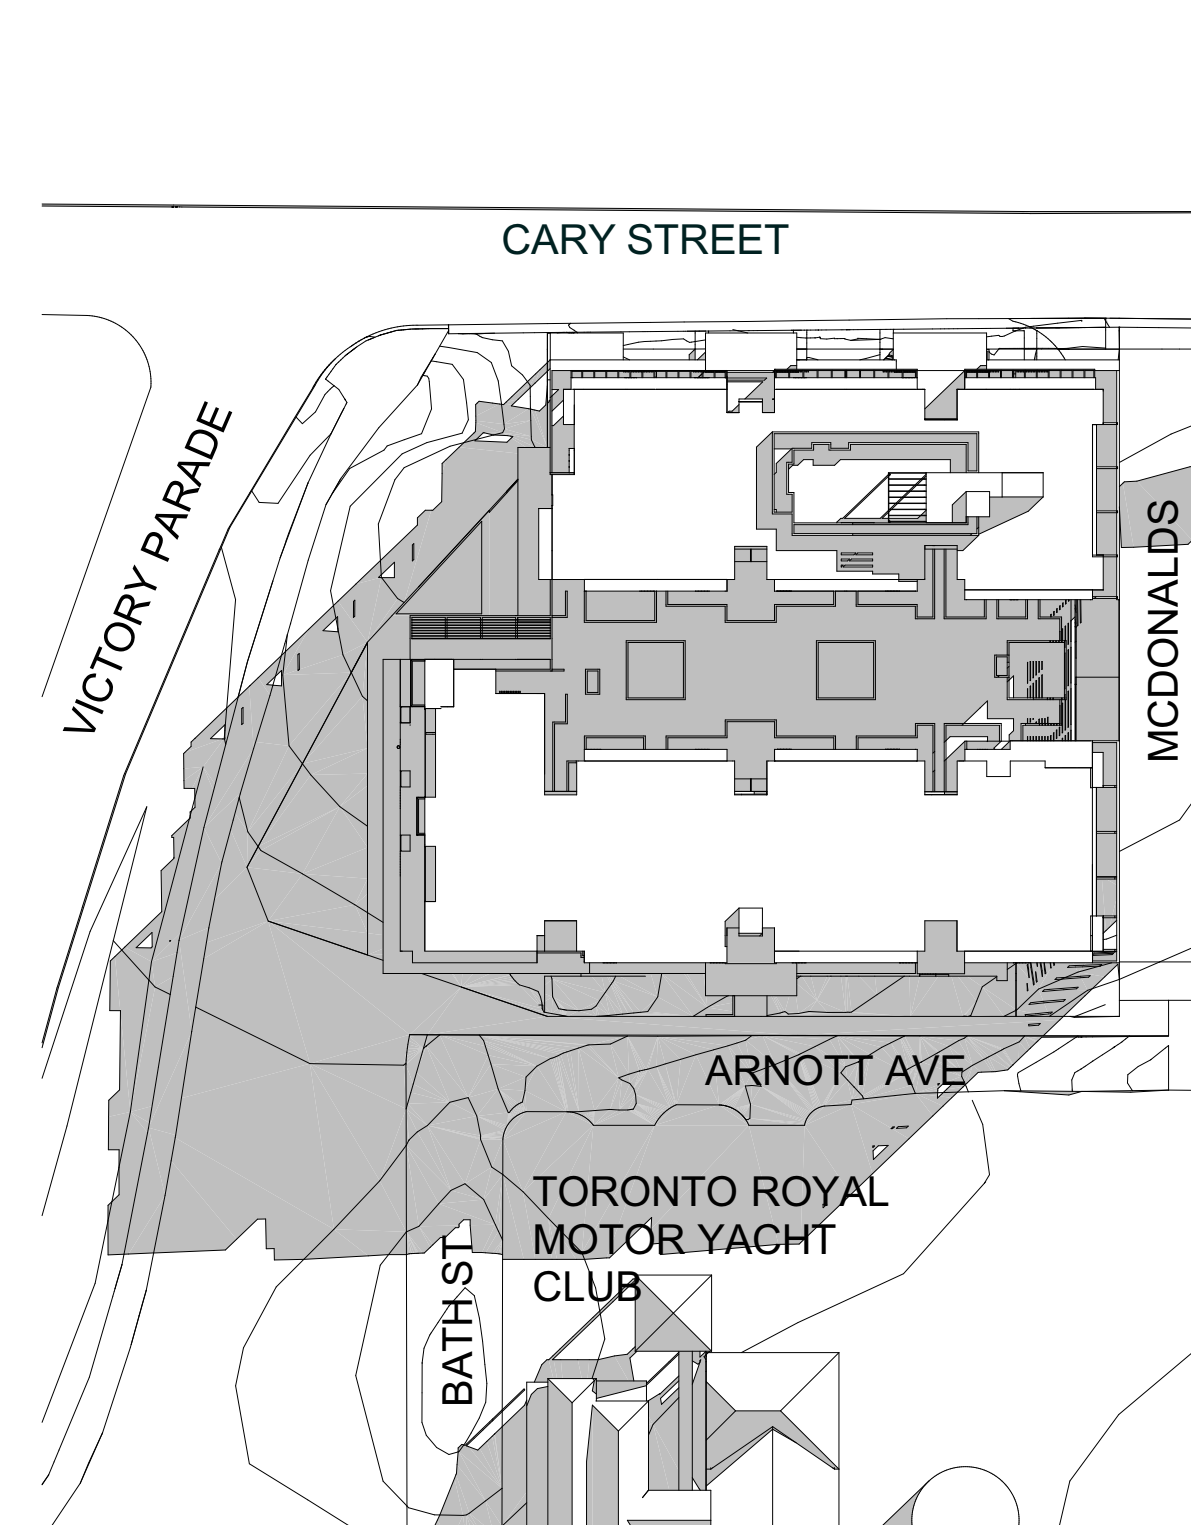 CARY STREET
VICTORY PARADE
MCDONALDS
ARNOTT AVE
TORONTO ROYAL
MOTOR YACHT
CLUB
BATH ST